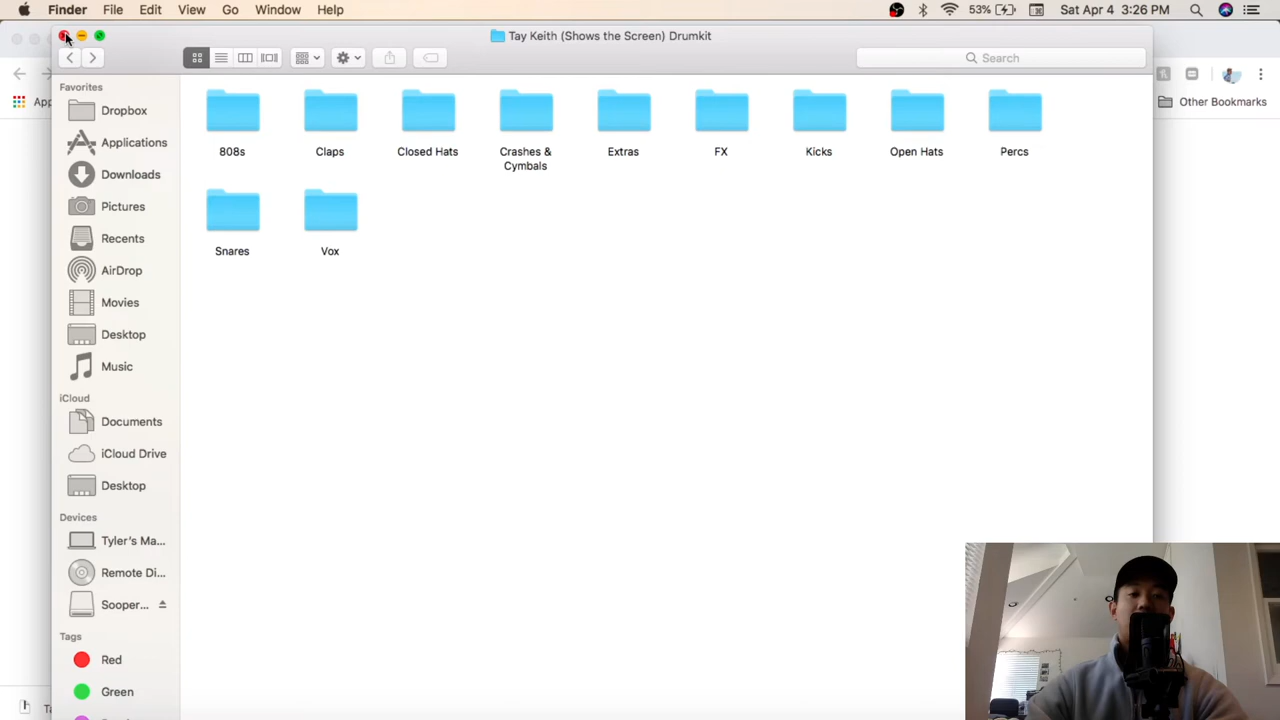 Finder File Edit View Go Window Help 53% Sat Apr 4 3:26 PM
Tay Keith (Shows the Screen) Drumkit
Search
Other Bookmarks
Favorites
Dropbox
Applications
Downloads
Pictures
Recents
AirDrop
Movies
Desktop
Music
iCloud
Documents
iCloud Drive
Desktop
Devices
Tyler's Ma...
Remote Di...
Sooper...
Tags
Red
Green
808s Claps Closed Hats Crashes & Extras FX Kicks Open Hats Percs
Cymbals
Snares Vox